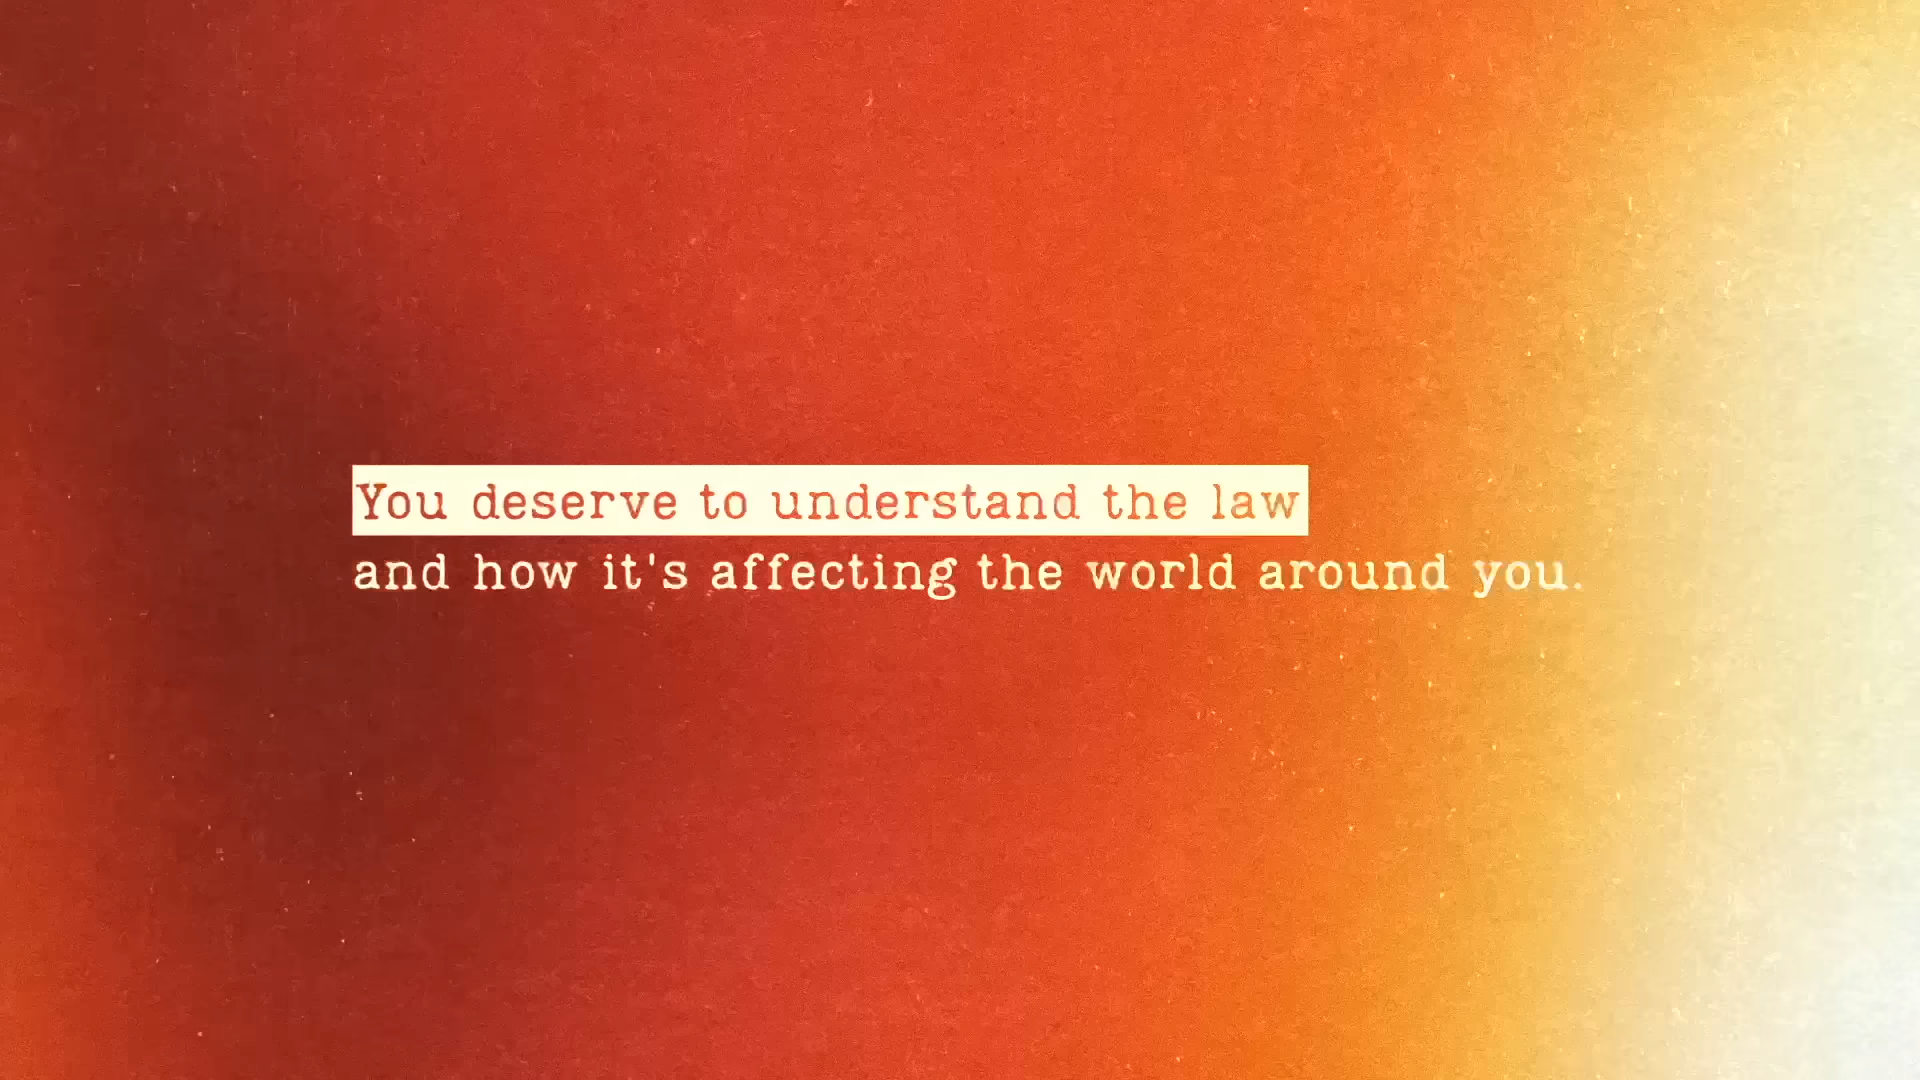 You deserve to understand the law
and how it's affecting the world around you.